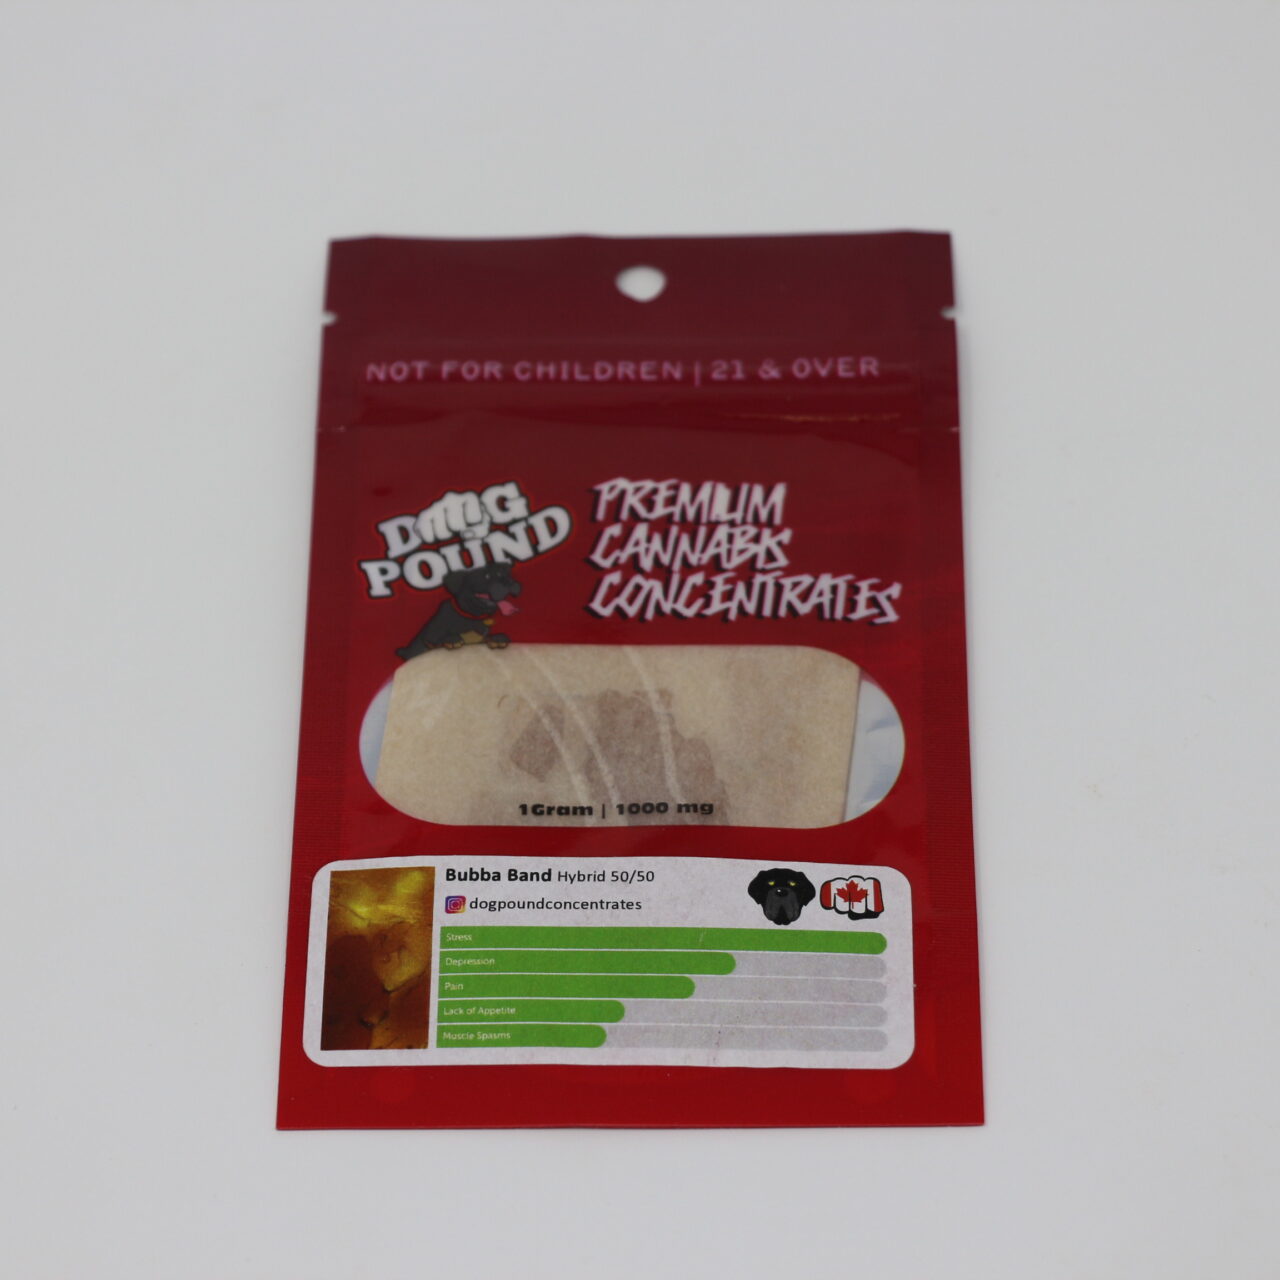 NOT FOR CHILDREN | 21 & OVER
DOG
POUND
PREMIUM
CANNABIS
CONCENTRATES
1Gram | 1000 mg
Bubba Band Hybrid 50/50
dogpoundconcentrates
Stress
Depression
Pain
Lack of Appetite
Muscle Spasms